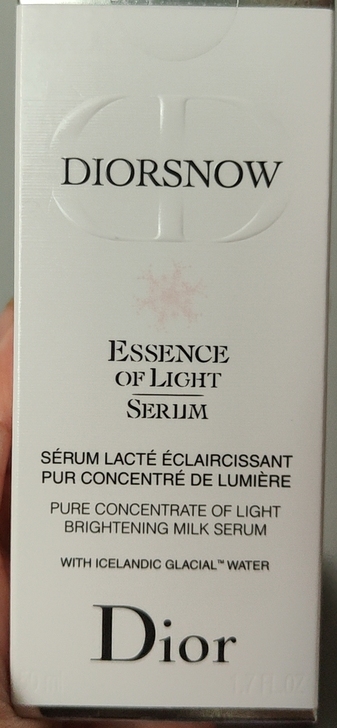 DIORSNOW
ESSENCE
OF LIGHT
SERUM
SÉRUM LACTÉ ÉCLAIRCISSANT
PUR CONCENTRÉ DE LUMIÈRE
PURE CONCENTRATE OF LIGHT
BRIGHTENING MILK SERUM
WITH ICELANDIC GLACIAL™ WATER
Dior